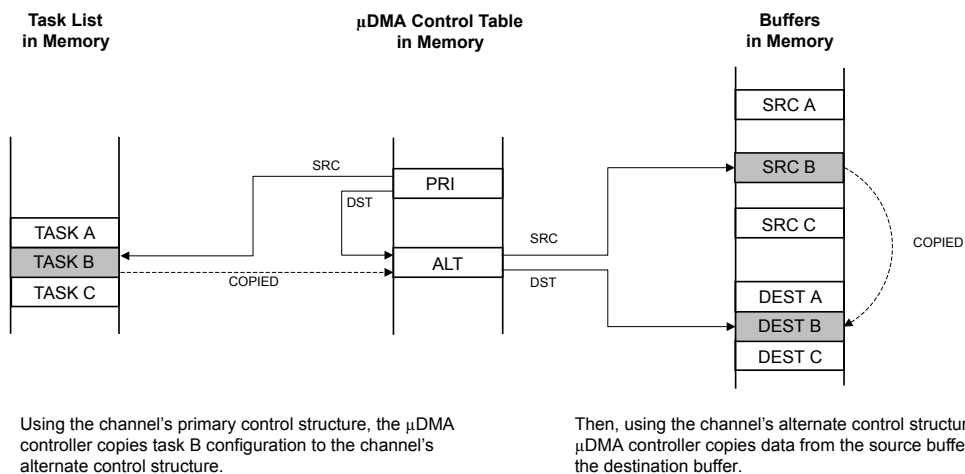 Task List
in Memory
µDMA Control Table
in Memory
Buffers
in Memory
SRC A
SRC
SRC B
PRI
DST
SRC C
TASK A
SRC
COPIED
TASK B
ALT
COPIED
DST
TASK C
DEST A
DEST B
DEST C
Using the channel's primary control structure, the µDMA
controller copies task B configuration to the channel's
alternate control structure.
Then, using the channel's alternate control
µDMA controller copies data from the source
the destination buffer.